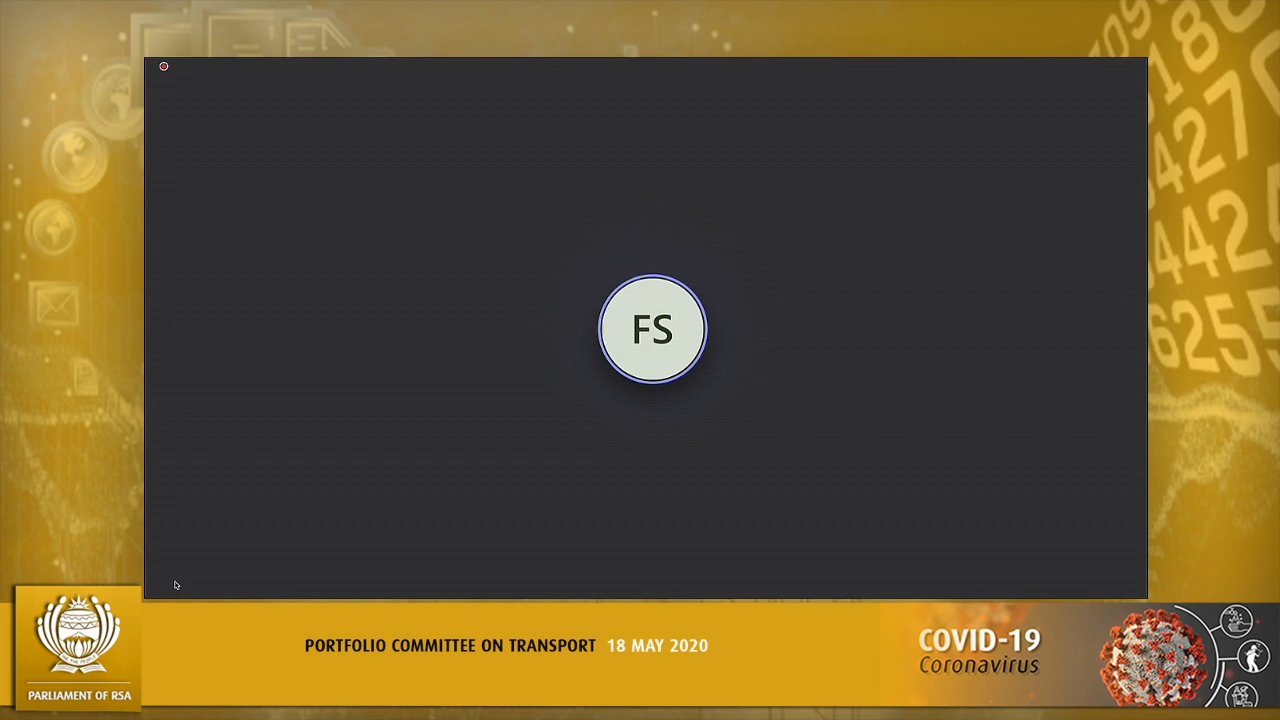 FS
PORTFOLIO COMMITTEE ON TRANSPORT 18 MAY 2020
COVID-19
Coronavirus
PARLIAMENT OF RSA